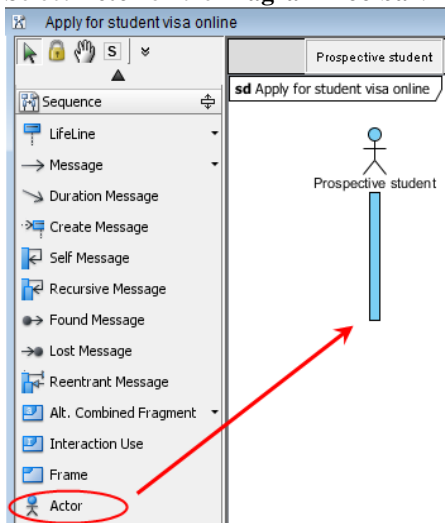 Apply for student visa online
S
Prospective student
sd Apply for student visa online
Sequence
LifeLine
Message
Duration Message
Create Message
Self Message
Recursive Message
Found Message
Lost Message
Reentrant Message
Alt. Combined Fragment
Interaction Use
Frame
Actor
Prospective student